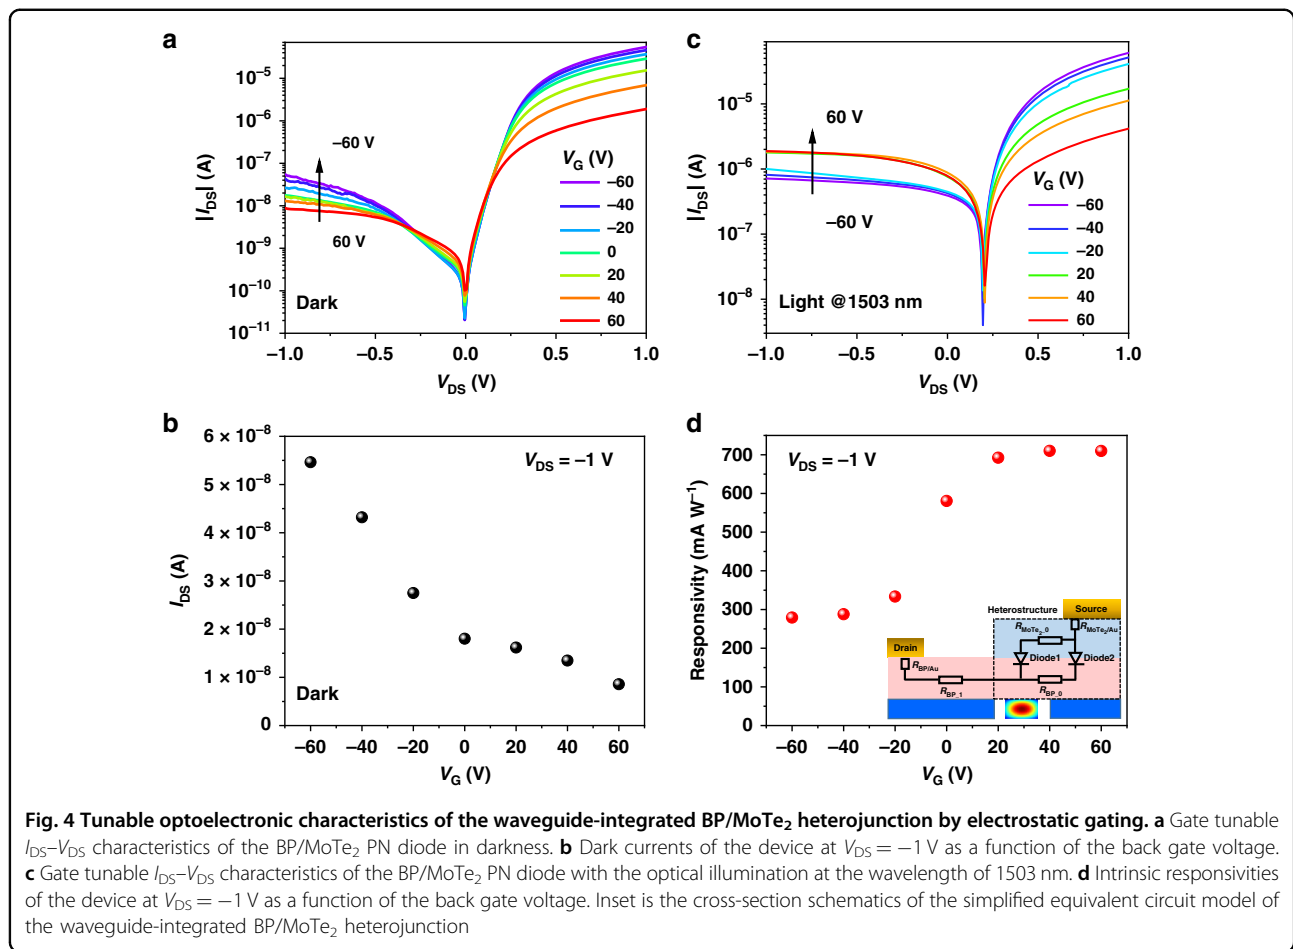 a
|I_DS| (A)
10⁻⁵
10⁻⁶
10⁻⁷
10⁻⁸
10⁻⁹
10⁻¹⁰
10⁻¹¹
−60 V
60 V
Dark
V_G (V)
−60
−40
−20
0
20
40
60
−1.0 −0.5 0.0 0.5 1.0
V_DS (V)
c
|I_DS| (A)
10⁻⁵
10⁻⁶
10⁻⁷
10⁻⁸
60 V
−60 V
Light @1503 nm
V_G (V)
−60
−40
−20
20
40
60
−1.0 −0.5 0.0 0.5 1.0
V_DS (V)
b
I_DS (A)
6 × 10⁻⁸
5 × 10⁻⁸
4 × 10⁻⁸
3 × 10⁻⁸
2 × 10⁻⁸
1 × 10⁻⁸
0
V_DS = −1 V
Dark
−60 −40 −20 0 20 40 60
V_G (V)
d
Responsivity (mA W⁻¹)
700
600
500
400
300
200
100
0
V_DS = −1 V
Heterostructure
Source
R_MoTe₂_0
R_MoTe₂/Au
Drain
Diode1
Diode2
R_BP/Au
R_BP_1
R_BP_0
−60 −40 −20 0 20 40 60
V_G (V)
Fig. 4 Tunable optoelectronic characteristics of the waveguide-integrated BP/MoTe₂ heterojunction by electrostatic gating. a Gate tunable
I_DS–V_DS characteristics of the BP/MoTe₂ PN diode in darkness. b Dark currents of the device at V_DS = −1 V as a function of the back gate voltage.
c Gate tunable I_DS–V_DS characteristics of the BP/MoTe₂ PN diode with the optical illumination at the wavelength of 1503 nm. d Intrinsic responsivities
of the device at V_DS = −1 V as a function of the back gate voltage. Inset is the cross-section schematics of the simplified equivalent circuit model of
the waveguide-integrated BP/MoTe₂ heterojunction